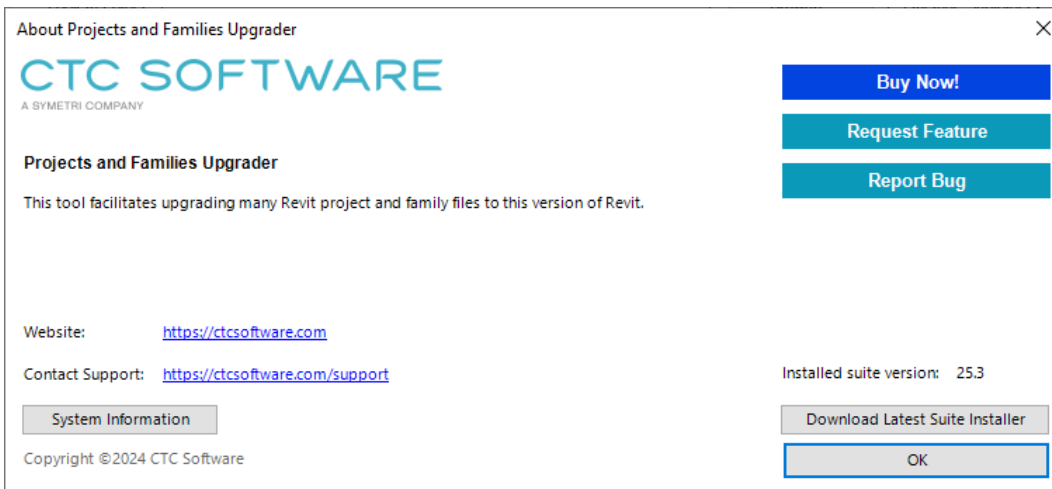 About Projects and Families Upgrader
CTC SOFTWARE
A SYMETRI COMPANY
Buy Now!
Request Feature
Report Bug
Projects and Families Upgrader
This tool facilitates upgrading many Revit project and family files to this version of Revit.
Website: https://ctcsoftware.com
Contact Support: https://ctcsoftware.com/support
Installed suite version: 25.3
System Information
Download Latest Suite Installer
Copyright ©2024 CTC Software
OK